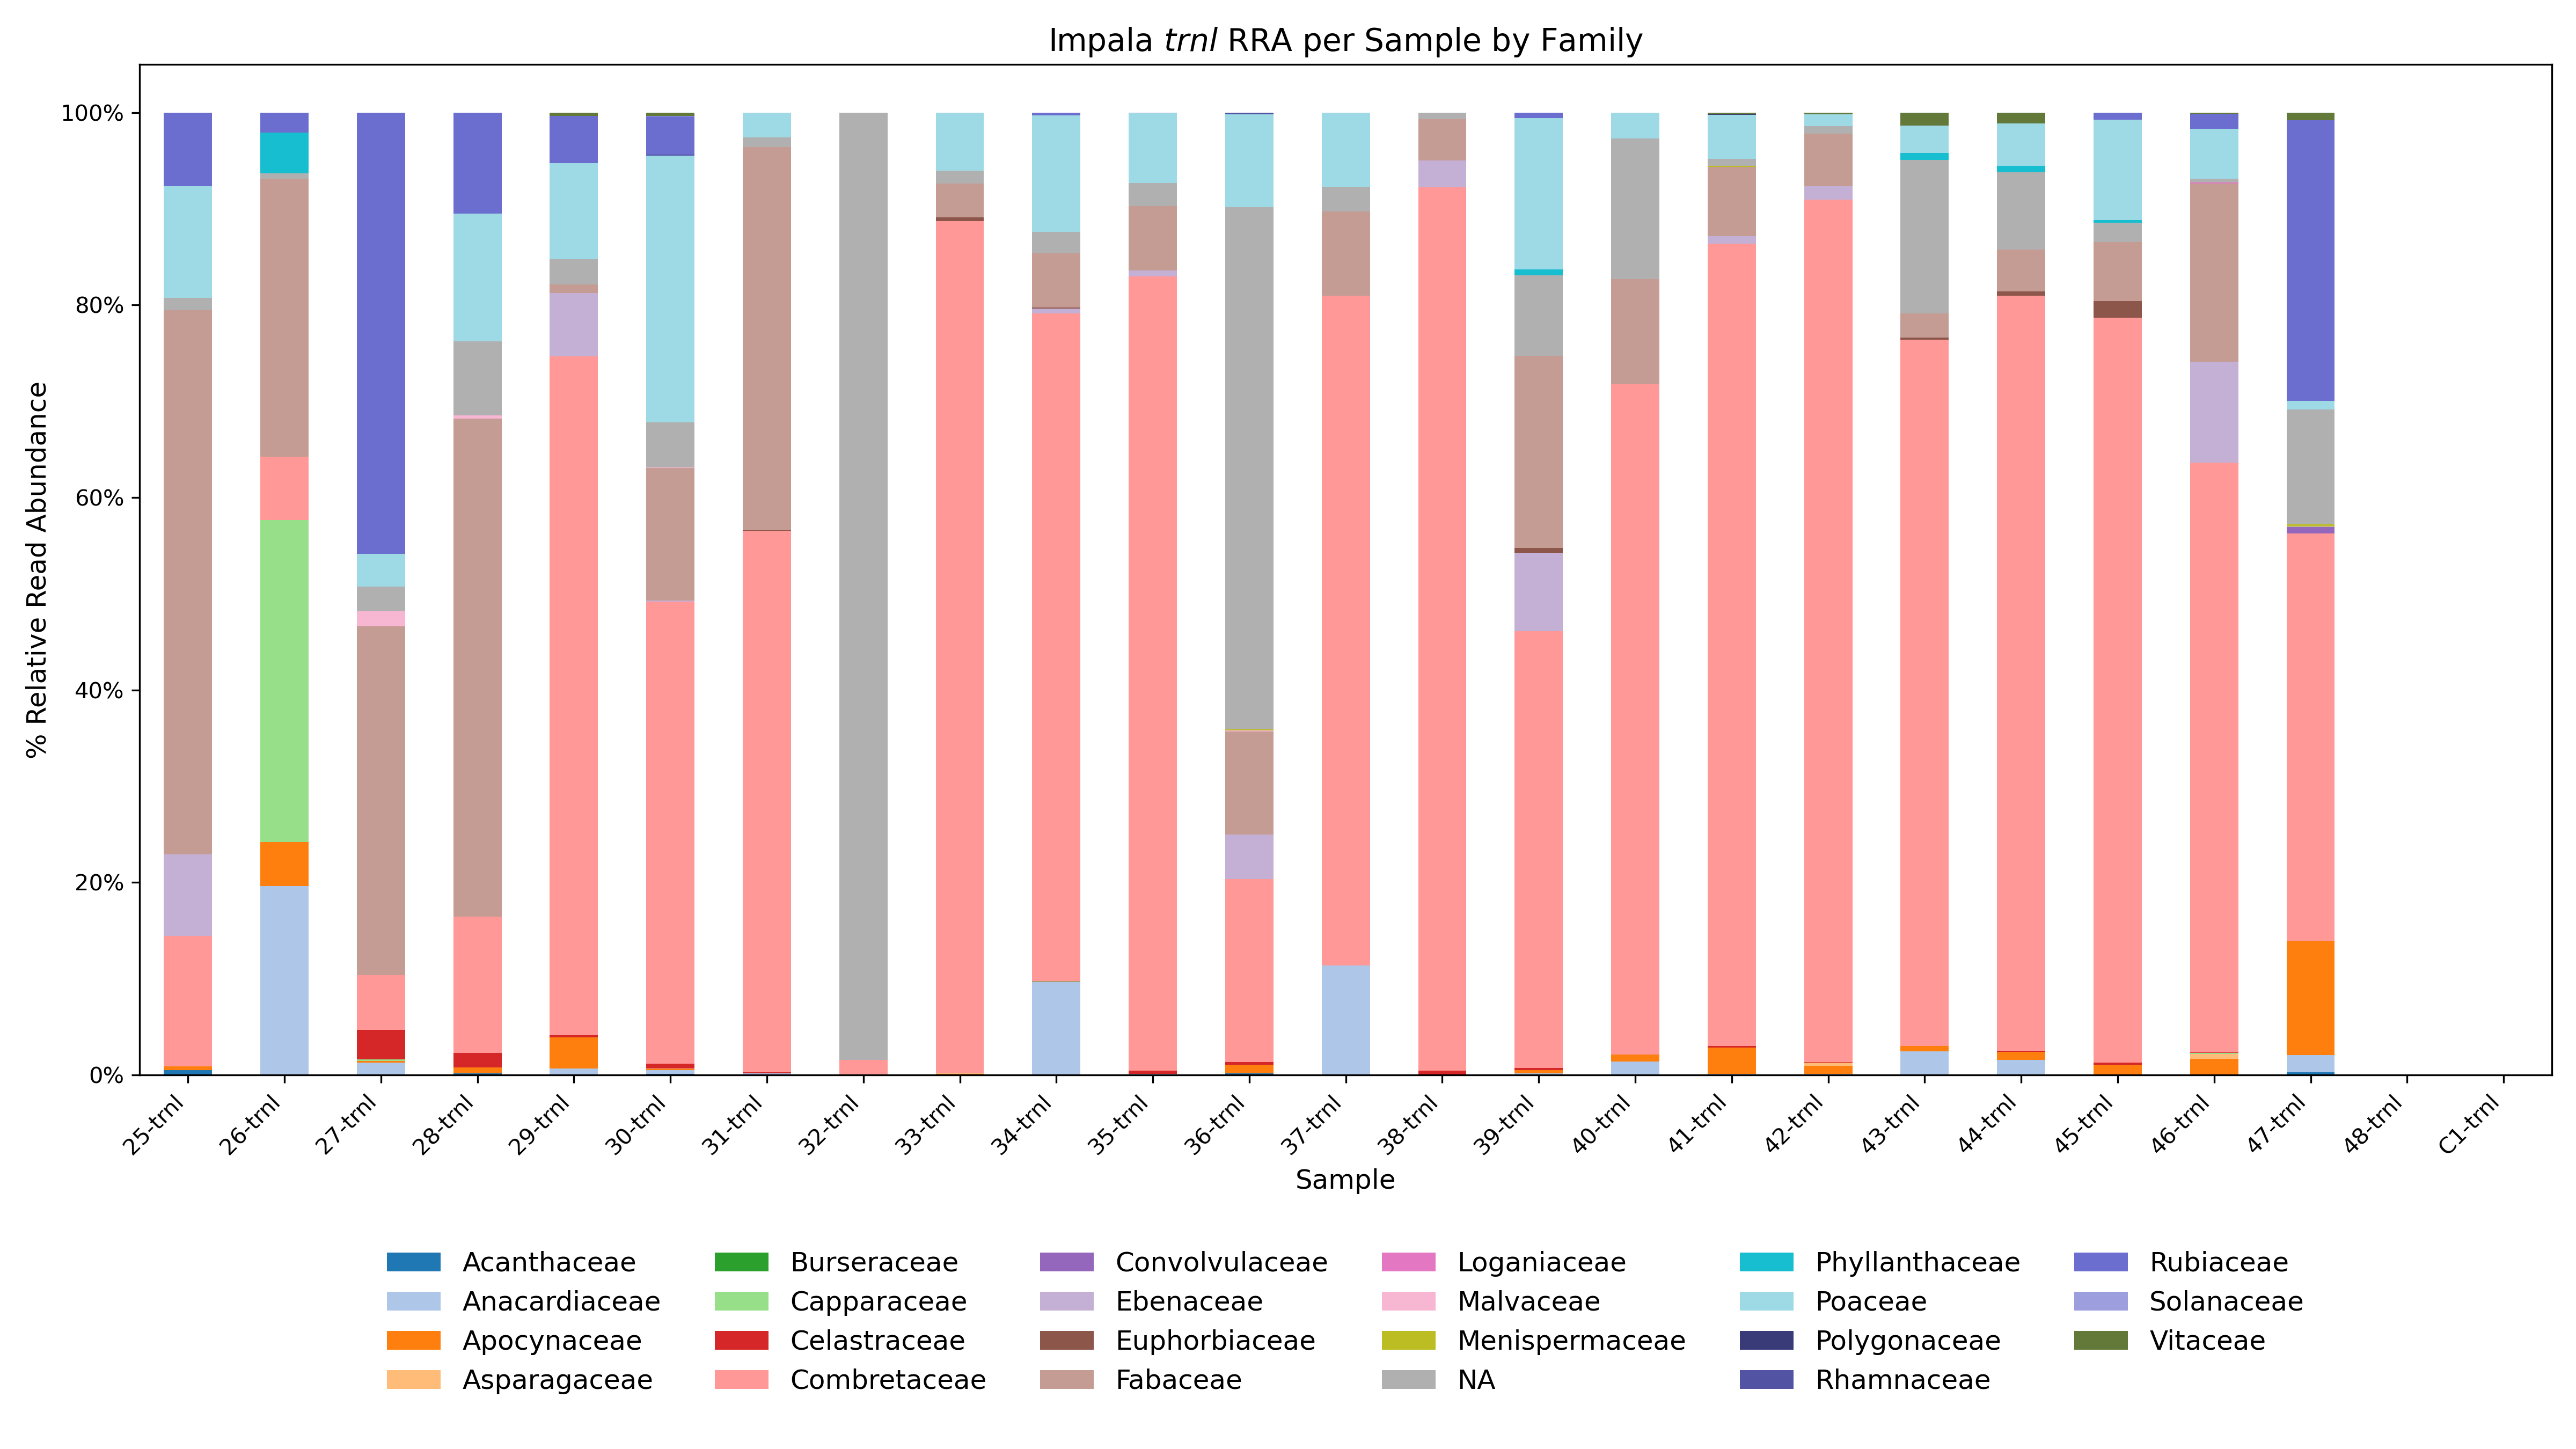 Impala trnl RRA per Sample by Family
% Relative Read Abundance
100%
80%
60%
40%
20%
0%
25-trnl 26-trnl 27-trnl 28-trnl 29-trnl 30-trnl 31-trnl 32-trnl 33-trnl 34-trnl 35-trnl 36-trnl 37-trnl 38-trnl 39-trnl 40-trnl 41-trnl 42-trnl 43-trnl 44-trnl 45-trnl 46-trnl 47-trnl 48-trnl C1-trnl
Sample
Acanthaceae Burseraceae Convolvulaceae Loganiaceae Phyllanthaceae Rubiaceae
Anacardiaceae Capparaceae Ebenaceae Malvaceae Poaceae Solanaceae
Apocynaceae Celastraceae Euphorbiaceae Menispermaceae Polygonaceae Vitaceae
Asparagaceae Combretaceae Fabaceae NA Rhamnaceae